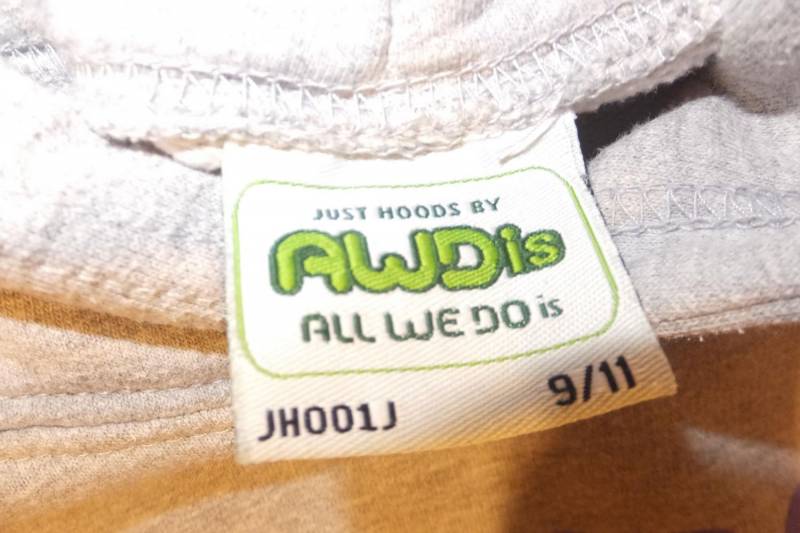 JUST HOODS BY
AWDis
ALL WE DO is
JH001J 9/11